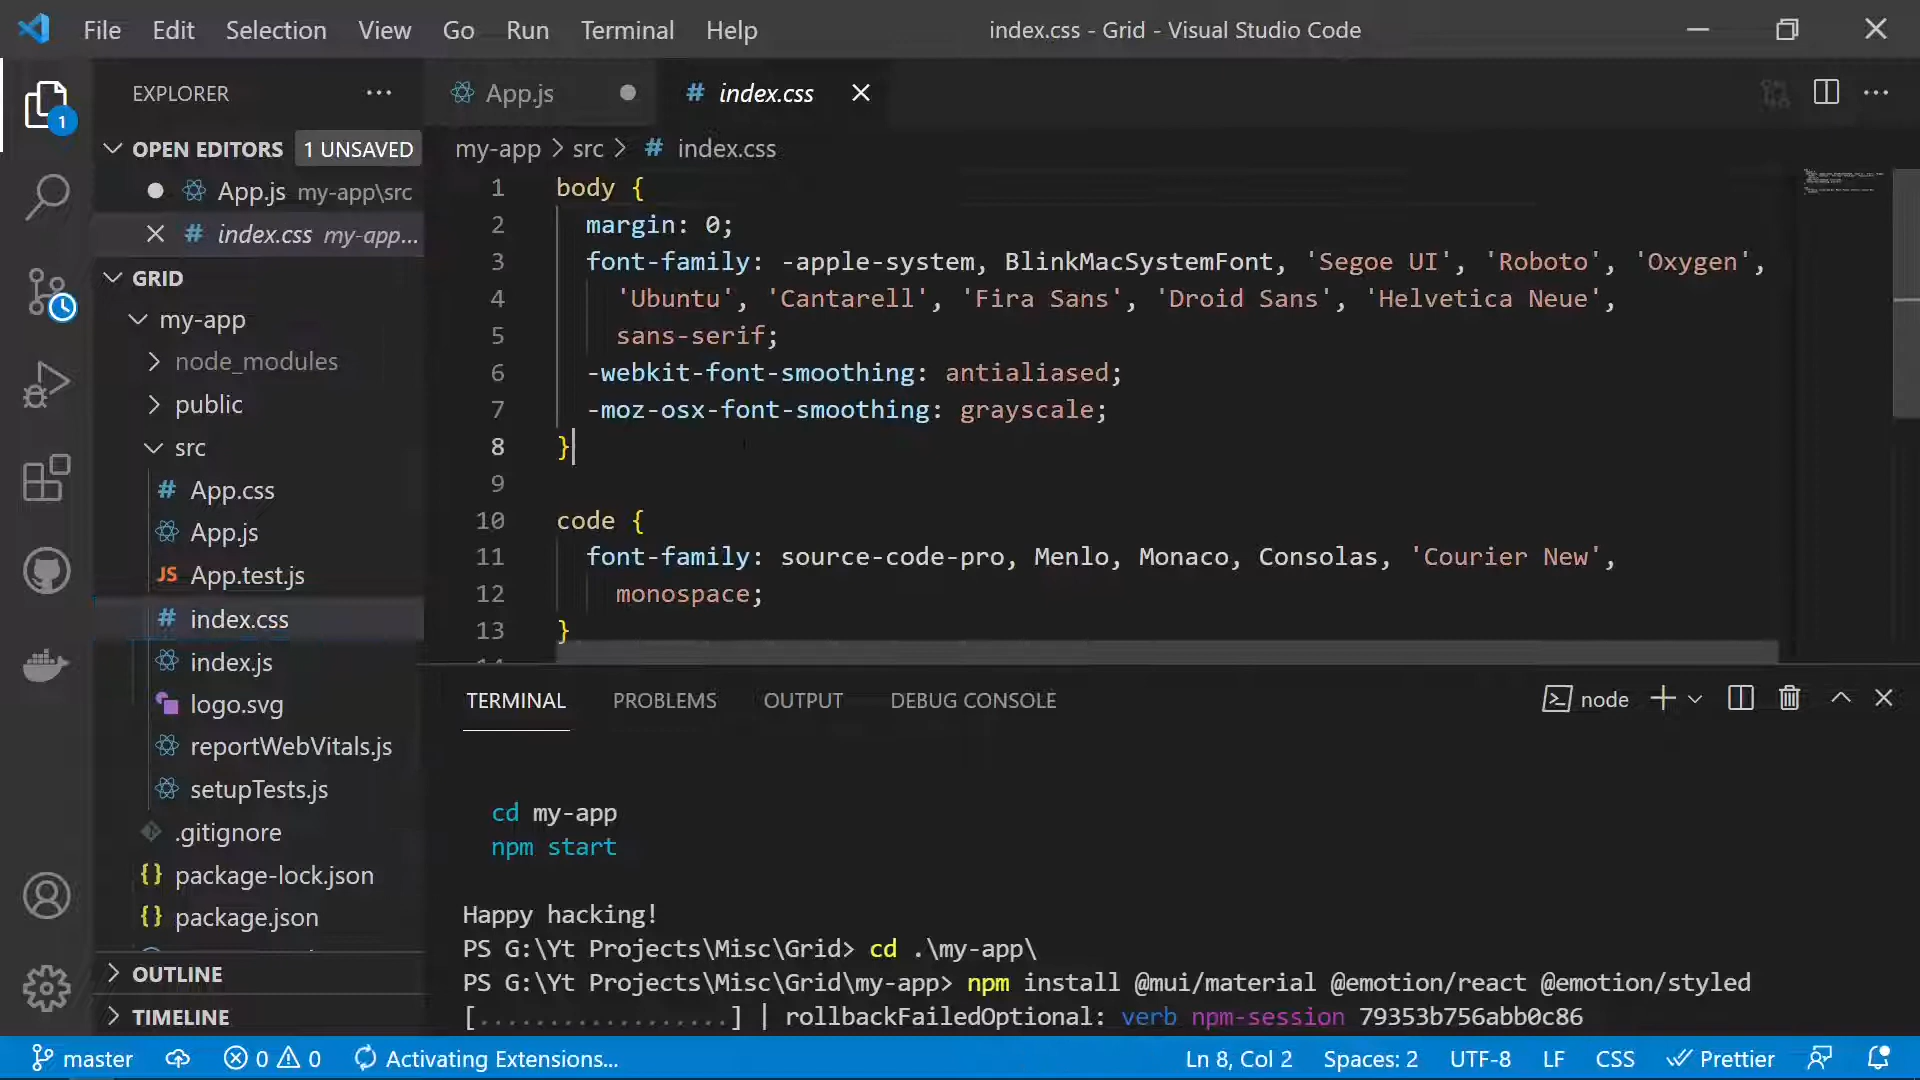 File Edit Selection View Go Run Terminal Help
index.css - Grid - Visual Studio Code
EXPLORER
App.js
# index.css
1
OPEN EDITORS 1 UNSAVED
App.js my-app\src
# index.css my-app...
GRID
my-app
node_modules
public
src
# App.css
App.js
JS App.test.js
# index.css
index.js
logo.svg
reportWebVitals.js
setupTests.js
.gitignore
{} package-lock.json
{} package.json
OUTLINE
TIMELINE
my-app > src > # index.css
1 body {
2 margin: 0;
3 font-family: -apple-system, BlinkMacSystemFont, 'Segoe UI', 'Roboto', 'Oxygen',
4 'Ubuntu', 'Cantarell', 'Fira Sans', 'Droid Sans', 'Helvetica Neue',
5 sans-serif;
6 -webkit-font-smoothing: antialiased;
7 -moz-osx-font-smoothing: grayscale;
8 }
9
10 code {
11 font-family: source-code-pro, Menlo, Monaco, Consolas, 'Courier New',
12 monospace;
13 }
TERMINAL PROBLEMS OUTPUT DEBUG CONSOLE
node
cd my-app
npm start
Happy hacking!
PS G:\Yt Projects\Misc\Grid> cd .\my-app\
PS G:\Yt Projects\Misc\Grid\my-app> npm install @mui/material @emotion/react @emotion/styled
[..................] | rollbackFailedOptional: verb npm-session 79353b756abb0c86
master 0 0 Activating Extensions...
Ln 8, Col 2 Spaces: 2 UTF-8 LF CSS Prettier